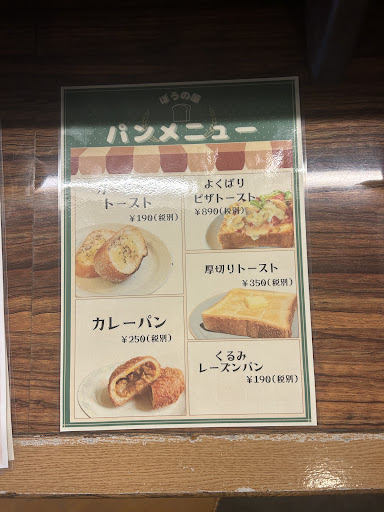 ぼうの屋
パンメニュー
トースト
¥190(税別)
よくばり
ピザトースト
¥890(税別)
厚切りトースト
¥350(税別)
カレーパン
¥250(税別)
くるみ
レーズンパン
¥190(税別)